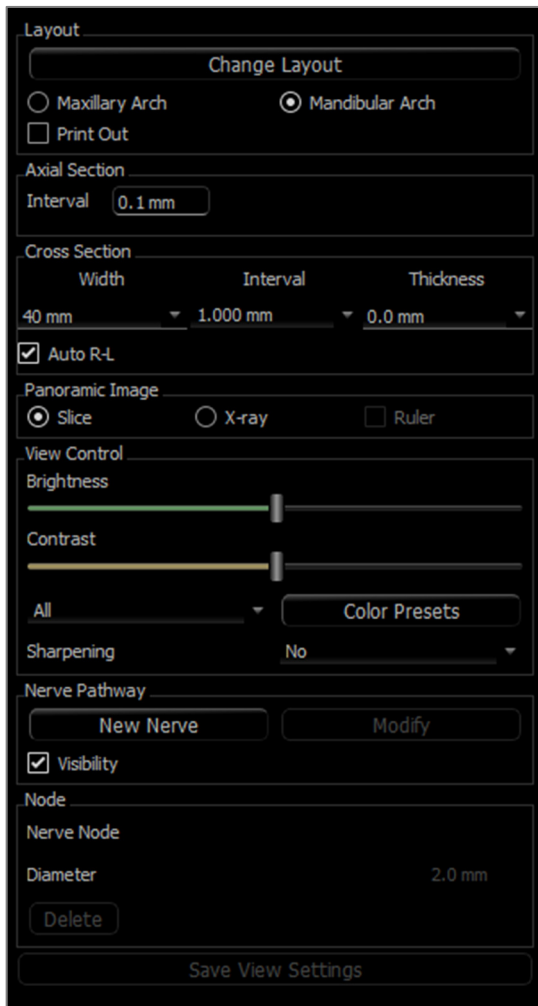 Layout
Change Layout
Maxillary Arch Mandibular Arch
Print Out
Axial Section
Interval 0.1 mm
Cross Section
Width Interval Thickness
40 mm 1.000 mm 0.0 mm
Auto R-L
Panoramic Image
Slice X-ray Ruler
View Control
Brightness
Contrast
All Color Presets
Sharpening No
Nerve Pathway
New Nerve Modify
Visibility
Node
Nerve Node
Diameter 2.0 mm
Delete
Save View Settings